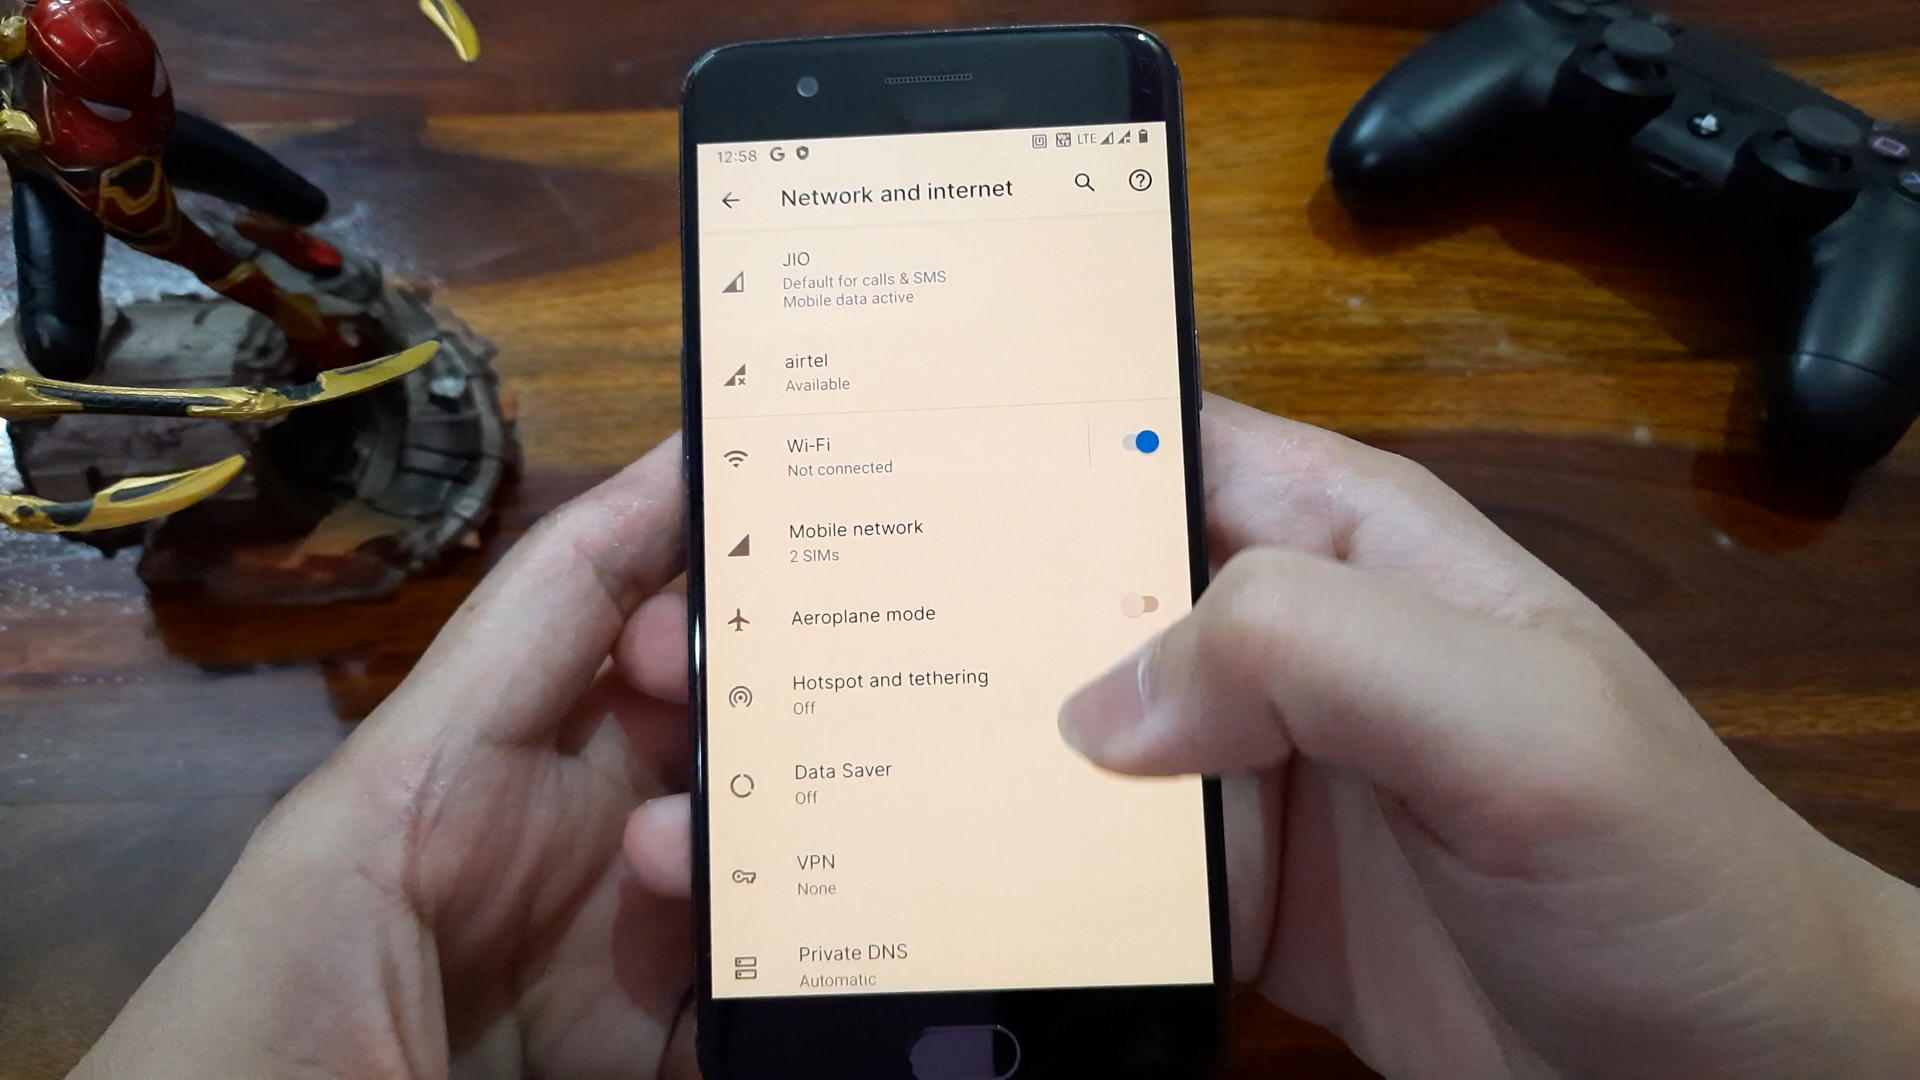 12:58 G LTE
Network and internet
JIO
Default for calls & SMS
Mobile data active
airtel
Available
Wi-Fi
Not connected
Mobile network
2 SIMs
Aeroplane mode
Hotspot and tethering
Off
Data Saver
Off
VPN
None
Private DNS
Automatic